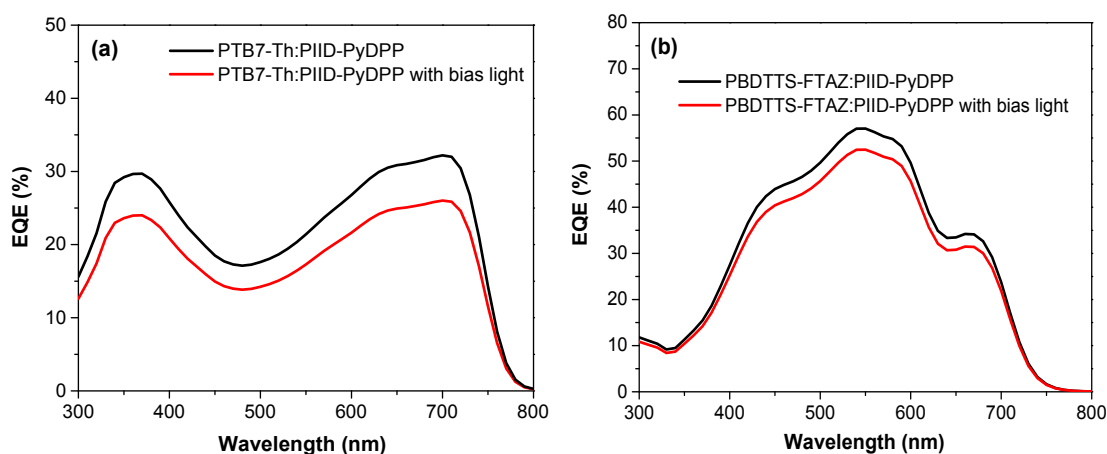 (a)
PTB7-Th:PIID-PyDPP
PTB7-Th:PIID-PyDPP with bias light
EQE (%)
50
40
30
20
10
0
300 400 500 600 700 800
Wavelength (nm)
(b)
PBDTTS-FTAZ:PIID-PyDPP
PBDTTS-FTAZ:PIID-PyDPP with bias light
EQE (%)
80
70
60
50
40
30
20
10
0
300 400 500 600 700 800
Wavelength (nm)